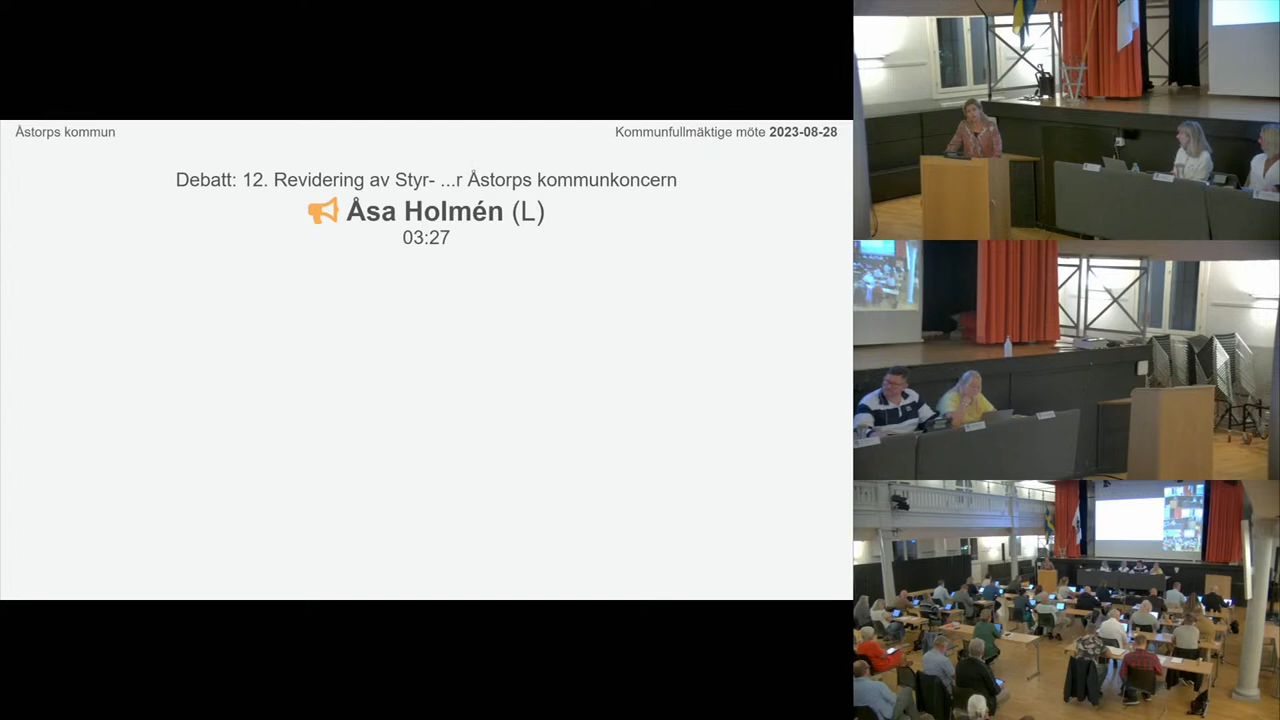 Åstorps kommun
Kommunfullmäktige möte 2023-08-28
Debatt: 12. Revidering av Styr- ...r Åstorps kommunkoncern
Åsa Holmén (L)
03:27